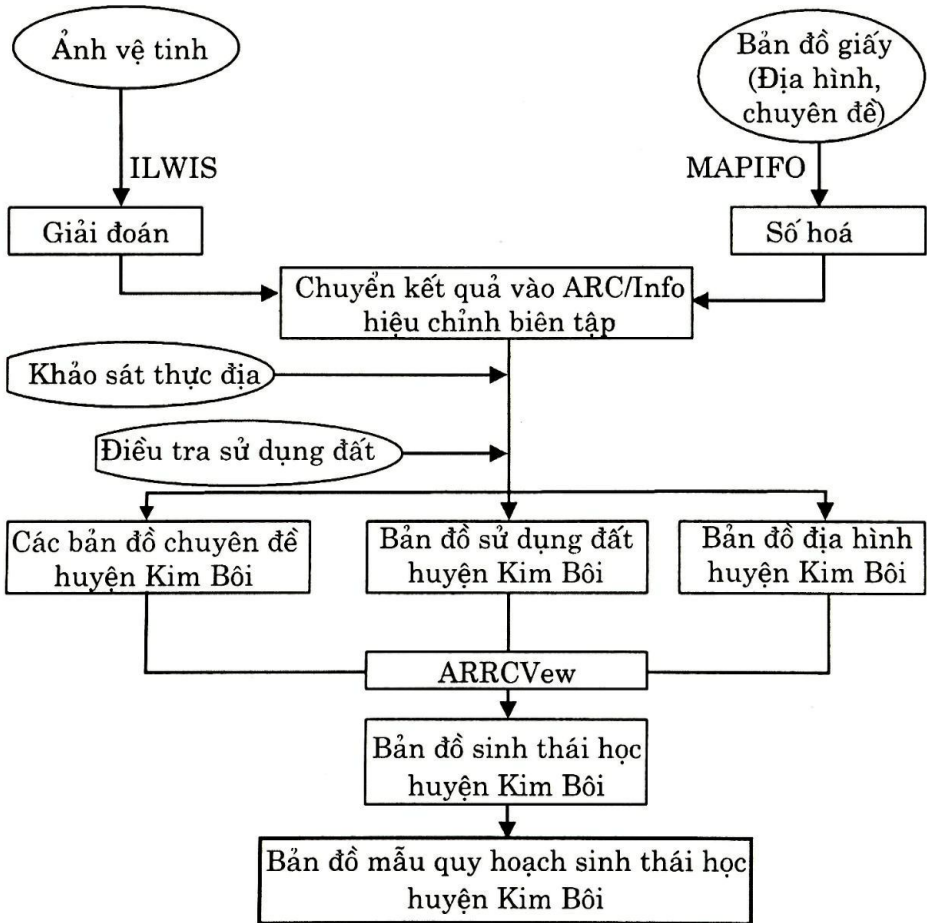 Ảnh vệ tinh
Bản đồ giấy
(Địa hình,
chuyên đề)
ILWIS
MAPIFO
Giải đoán
Số hoá
Chuyển kết quả vào ARC/Info
hiệu chỉnh biên tập
Khảo sát thực địa
Điều tra sử dụng đất
Các bản đồ chuyên đề
huyện Kim Bôi
Bản đồ sử dụng đất
huyện Kim Bôi
Bản đồ địa hình
huyện Kim Bôi
ARRCVew
Bản đồ sinh thái học
huyện Kim Bôi
Bản đồ mẫu quy hoạch sinh thái học
huyện Kim Bôi